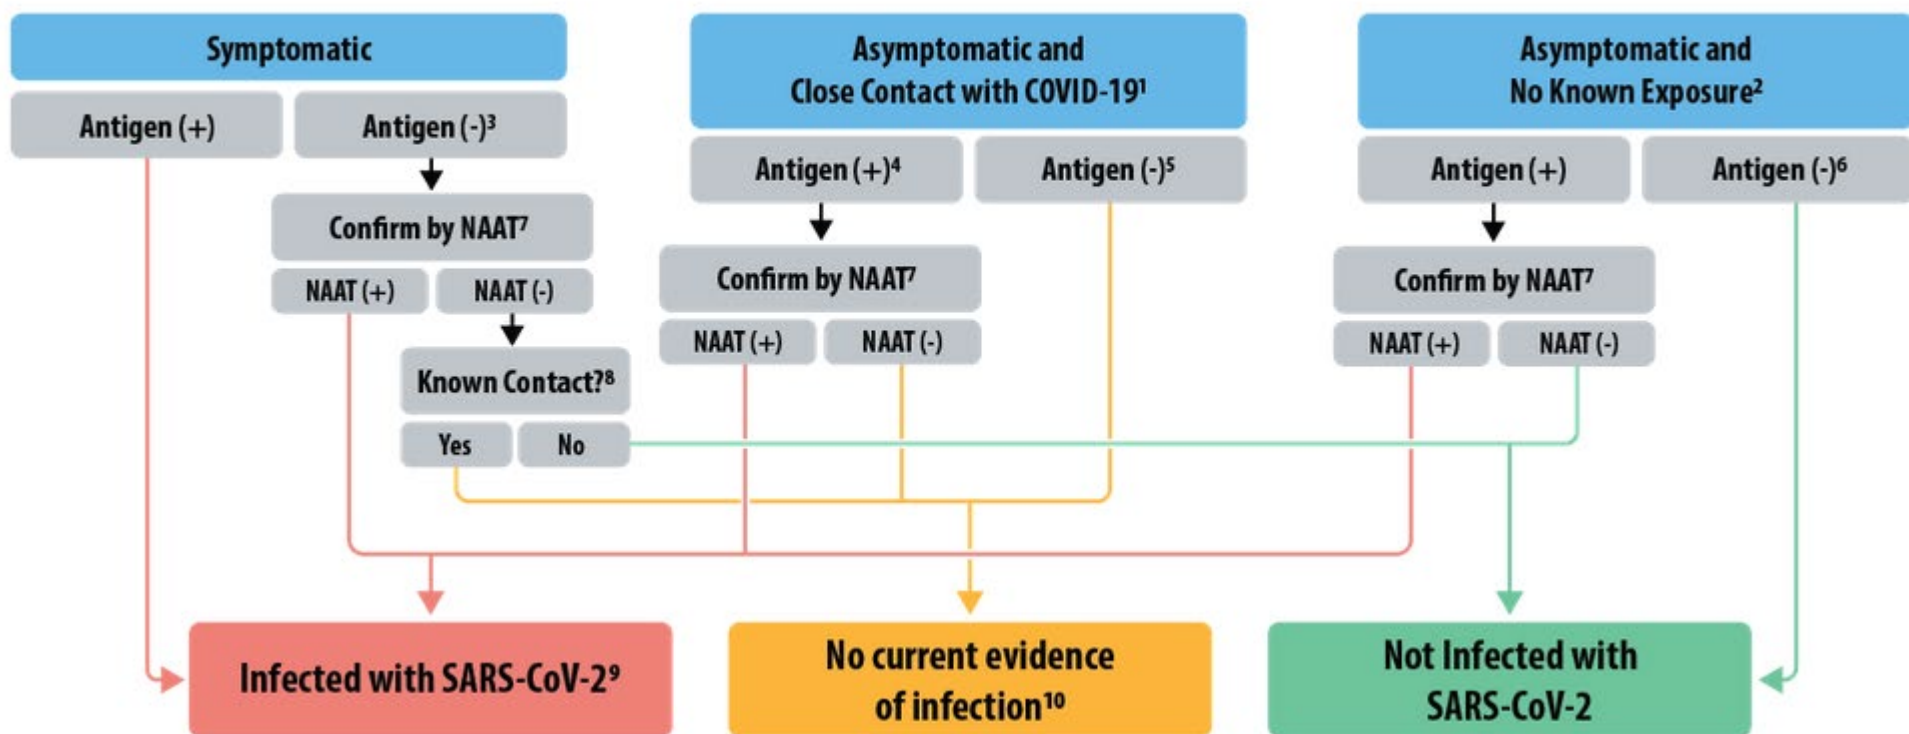 Symptomatic
Antigen (+)
Antigen (-)³
Confirm by NAAT⁷
NAAT (+)
NAAT (-)
Known Contact?⁸
Yes
No
Asymptomatic and
Close Contact with COVID-19¹
Antigen (+)⁴
Antigen (-)⁵
Confirm by NAAT⁷
NAAT (+)
NAAT (-)
Asymptomatic and
No Known Exposure²
Antigen (+)
Antigen (-)⁶
Confirm by NAAT⁷
NAAT (+)
NAAT (-)
Infected with SARS-CoV-2⁹
No current evidence
of infection¹⁰
Not Infected with
SARS-CoV-2